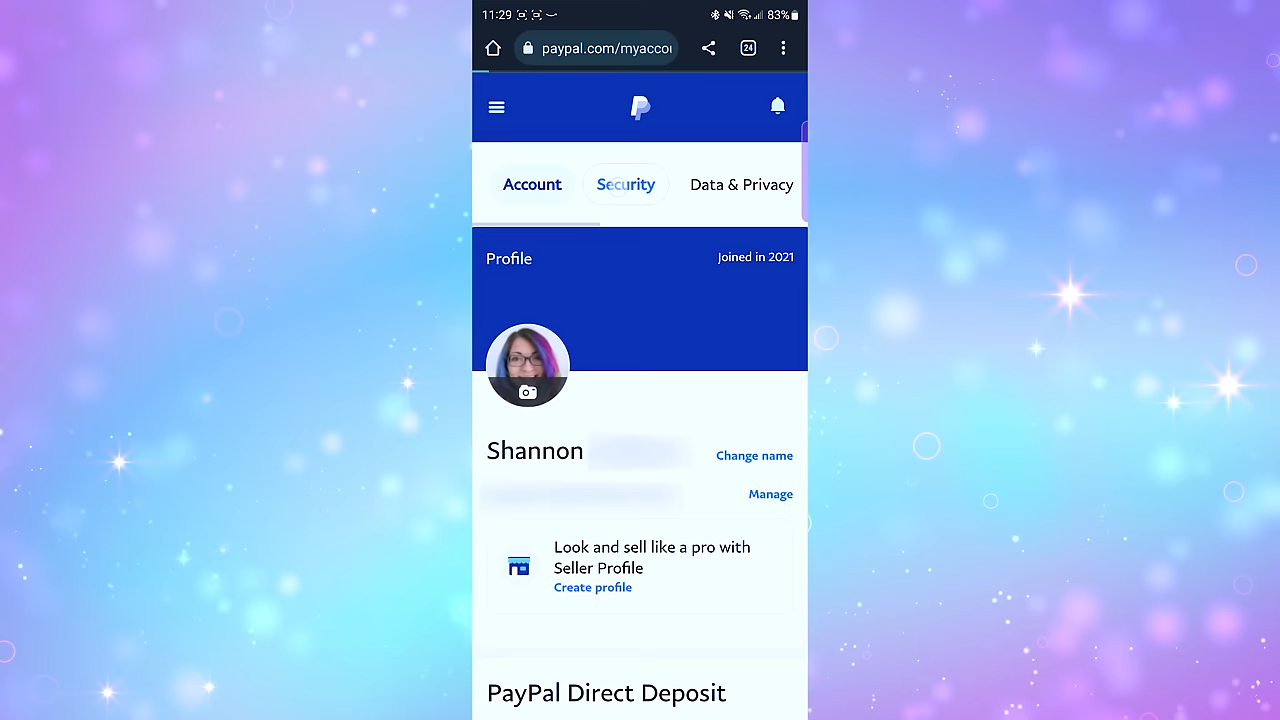 11:29 83%
paypal.com/myaccou 24
Account Security Data & Privacy
Profile Joined in 2021
Shannon Change name
Manage
Look and sell like a pro with
Seller Profile
Create profile
PayPal Direct Deposit